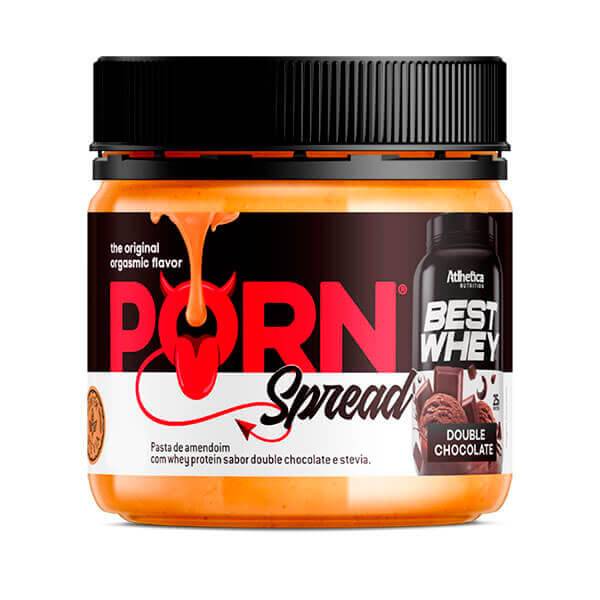 the original
orgasmic flavor
PORN®
Spread
Pasta de amendoim
com whey protein sabor double chocolate e stevia.
Atlhetica
NUTRITION
BEST
WHEY
25
DOUBLE
CHOCOLATE